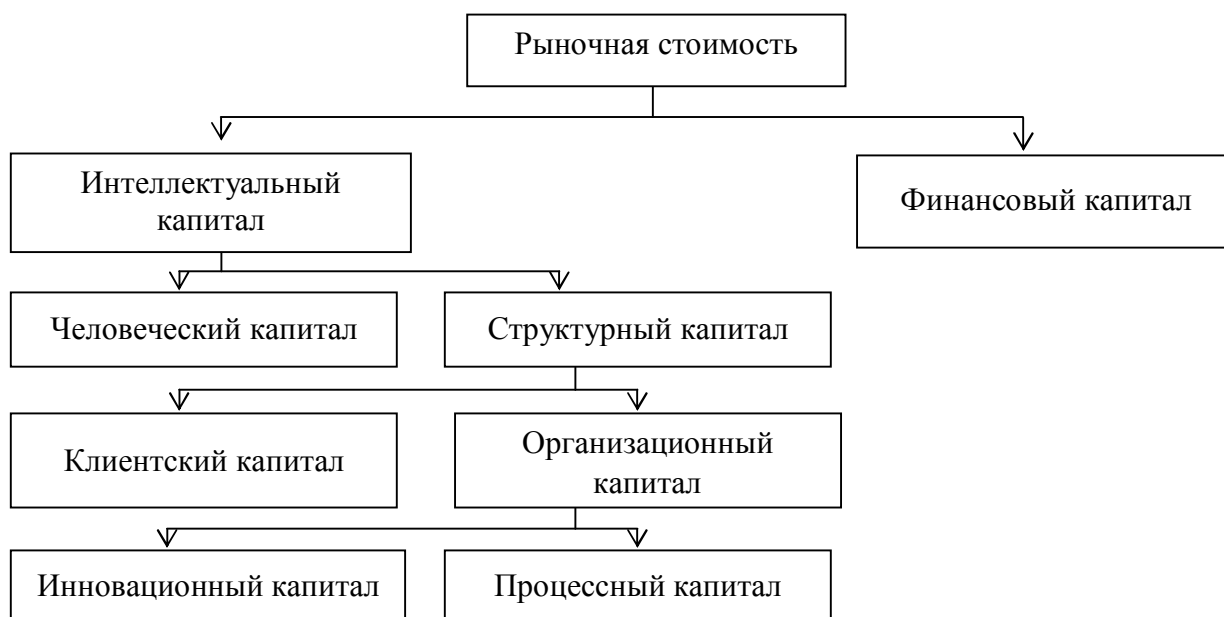 Рыночная стоимость
Интеллектуальный
капитал
Финансовый капитал
Человеческий капитал
Структурный капитал
Клиентский капитал
Организационный
капитал
Инновационный капитал
Процессный капитал